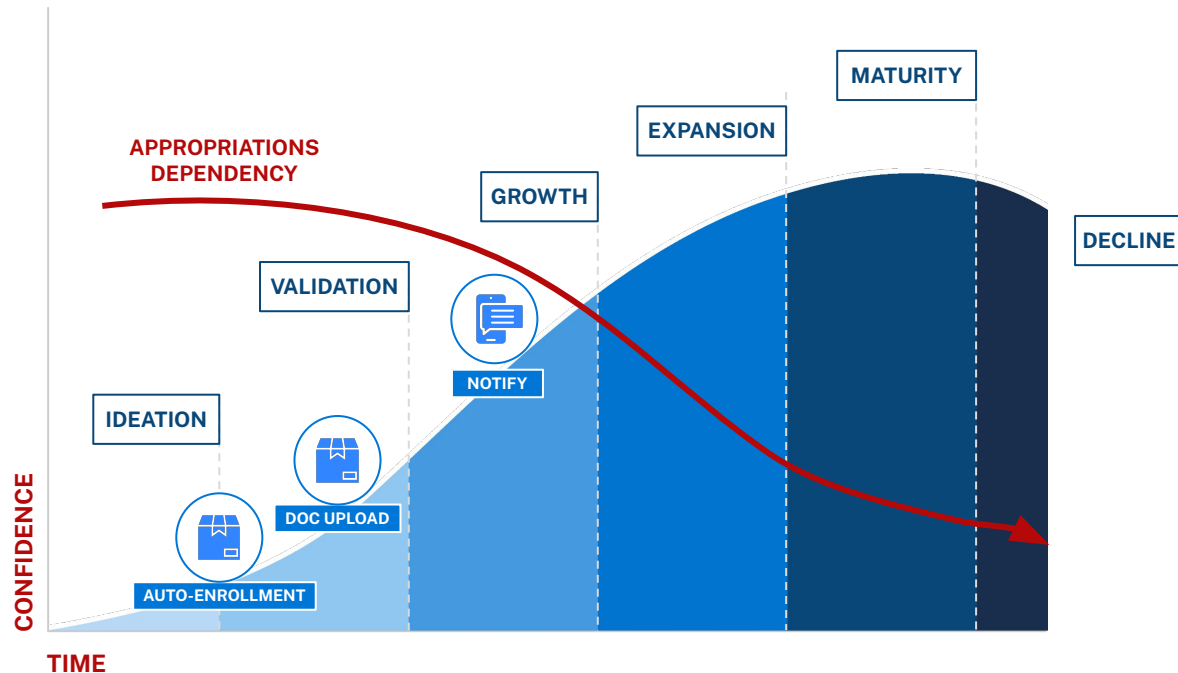 MATURITY
EXPANSION
APPROPRIATIONS
DEPENDENCY
GROWTH
DECLINE
VALIDATION
NOTIFY
IDEATION
DOC UPLOAD
AUTO-ENROLLMENT
CONFIDENCE
TIME